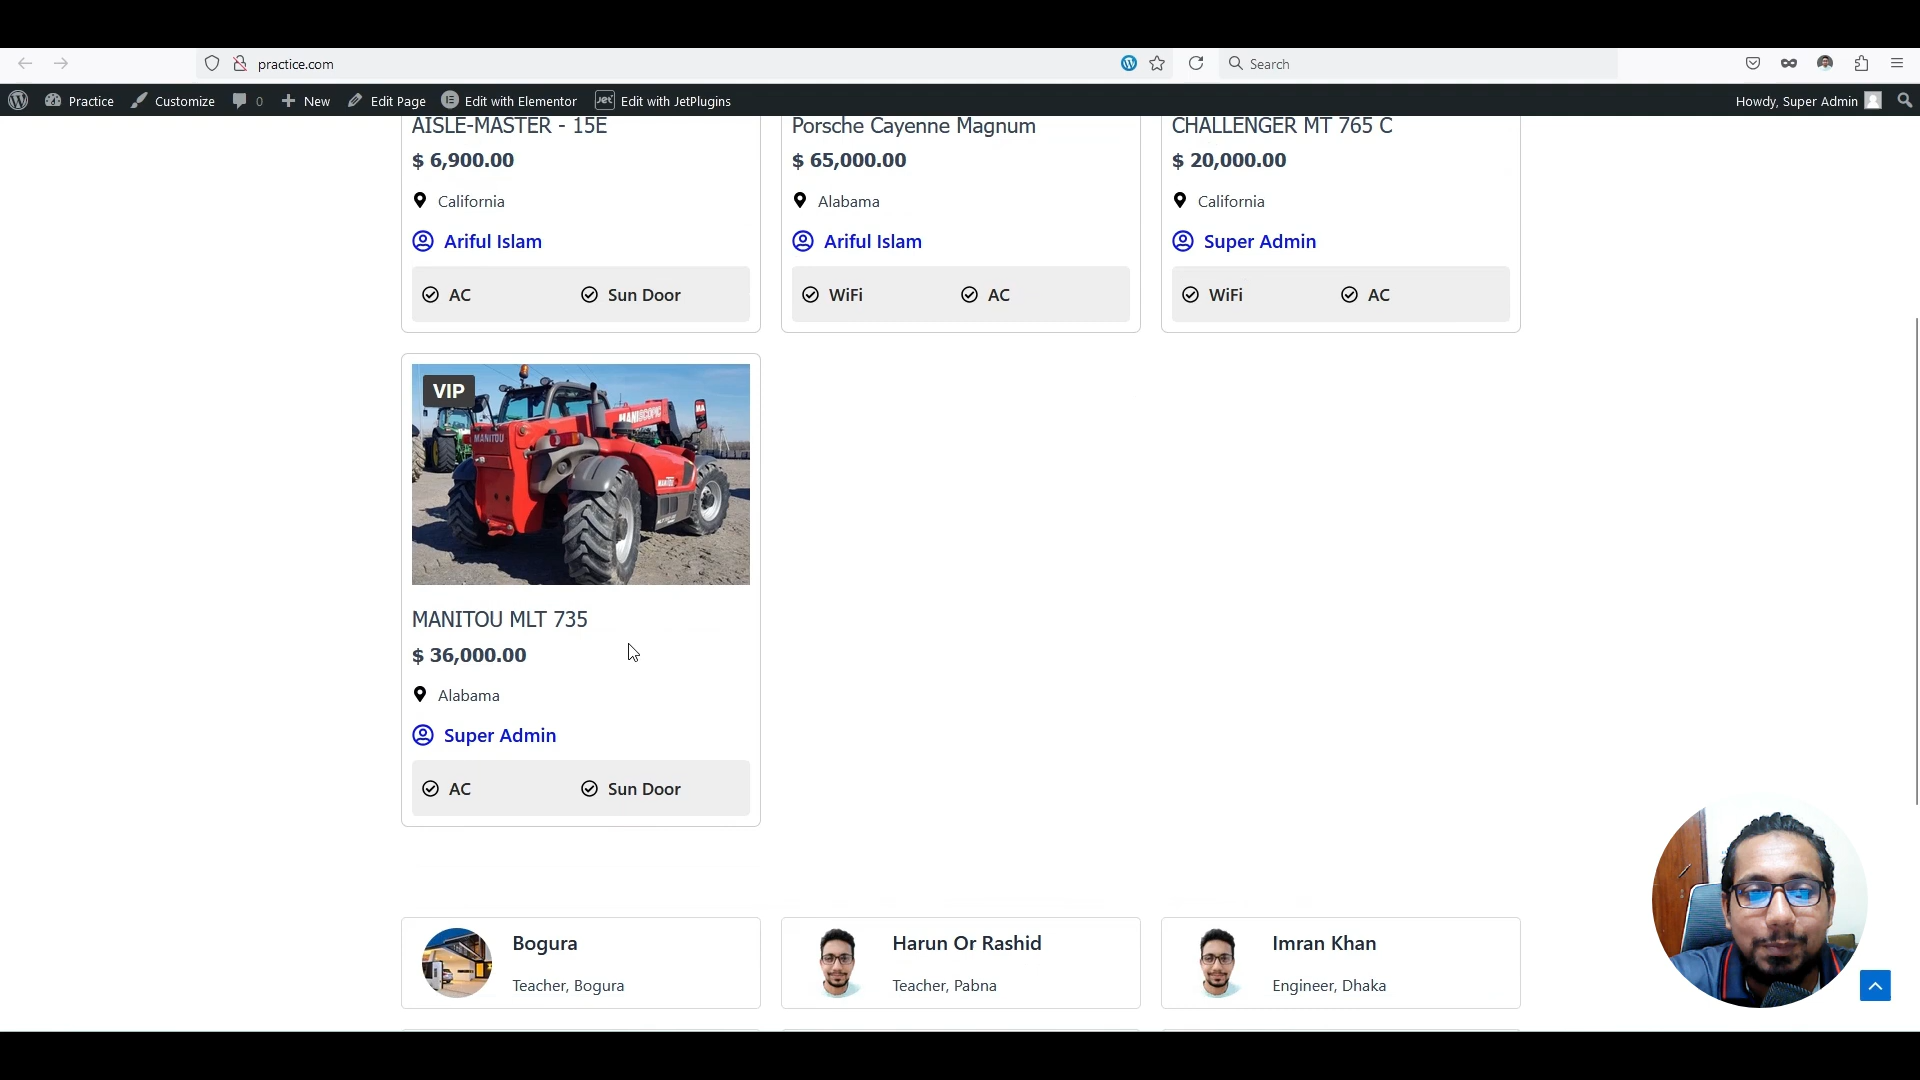 practice.com
Search
Practice
Customize
0
New
Edit Page
Edit with Elementor
Jet
Edit with JetPlugins
Howdy, Super Admin
AISLE-MASTER - 15E
$ 6,900.00
California
Ariful Islam
AC
Sun Door
Porsche Cayenne Magnum
$ 65,000.00
Alabama
Ariful Islam
WiFi
AC
CHALLENGER MT 765 C
$ 20,000.00
California
Super Admin
WiFi
AC
VIP
MANISCOPIC
MANITOU
MANITOU MLT 735
$ 36,000.00
Alabama
Super Admin
AC
Sun Door
Bogura
Teacher, Bogura
Harun Or Rashid
Teacher, Pabna
Imran Khan
Engineer, Dhaka